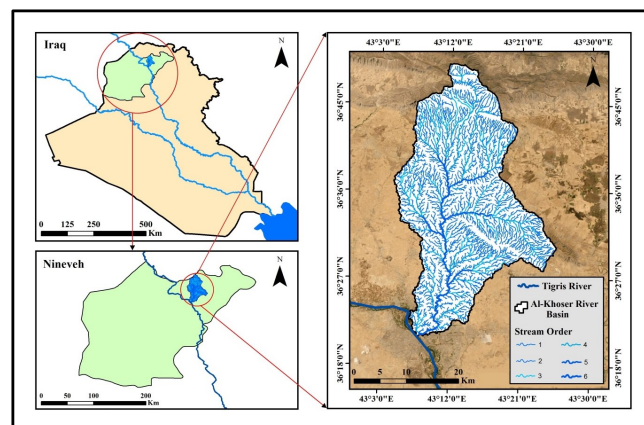 Iraq
N
0 125 250 500
Km
Nineveh
N
0 50 100 200
Km
43°3'0"E 43°12'0"E 43°21'0"E 43°30'0"E
N
36°45'0"N 36°45'0"N
36°36'0"N 36°36'0"N
36°27'0"N 36°27'0"N
36°18'0"N 36°18'0"N
Tigris River
Al-Khoser River
Basin
Stream Order
1 4
2 5
3 6
0 5 10 20
Km
43°3'0"E 43°12'0"E 43°21'0"E 43°30'0"E